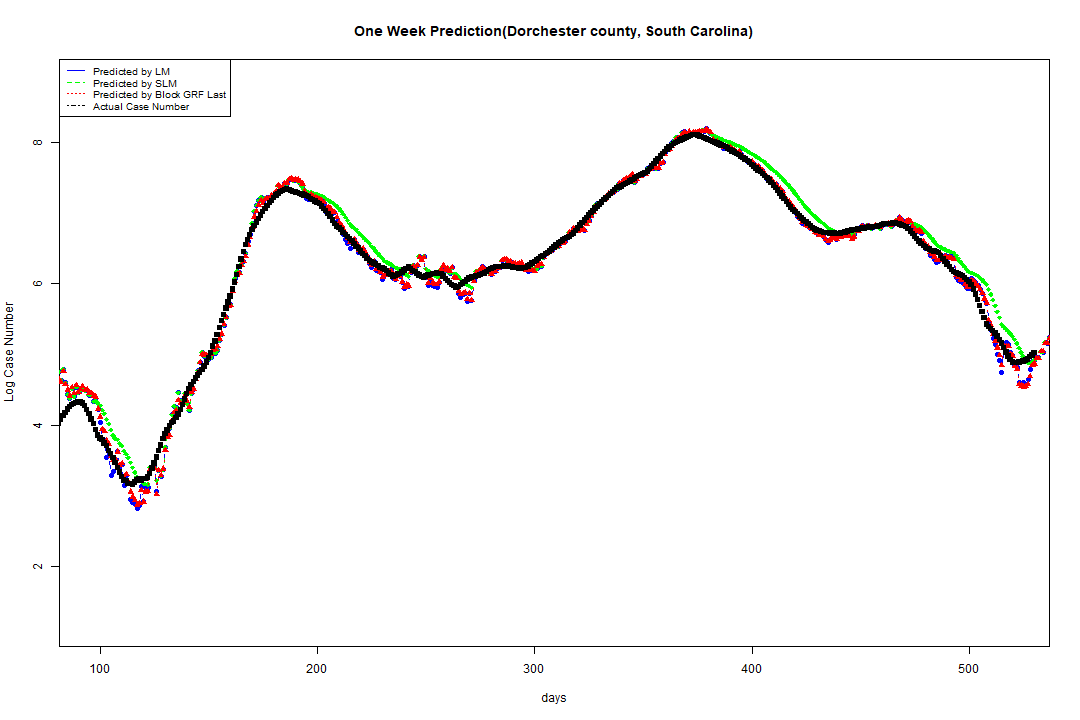 One Week Prediction(Dorchester county, South Carolina)
Predicted by LM
Predicted by SLM
Predicted by Block GRF Last
Actual Case Number
8
6
4
2
Log Case Number
100 200 300 400 500
days